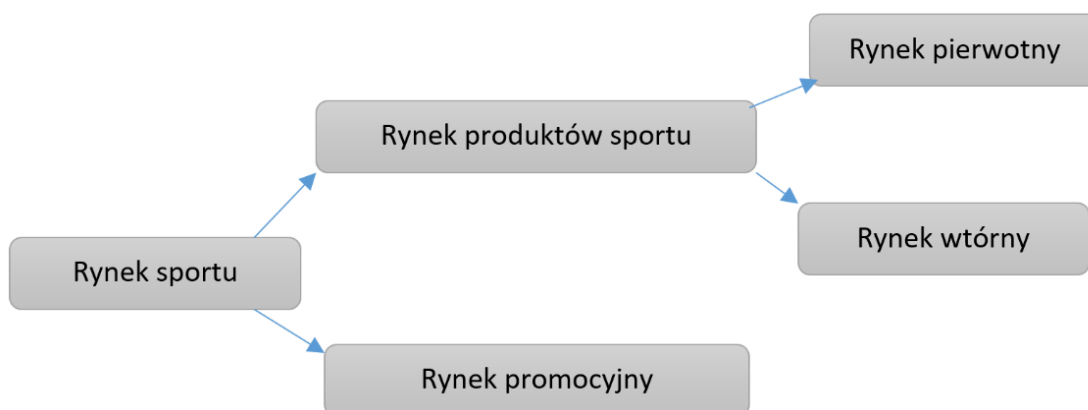 Rynek pierwotny
Rynek produktów sportu
Rynek wtórny
Rynek sportu
Rynek promocyjny